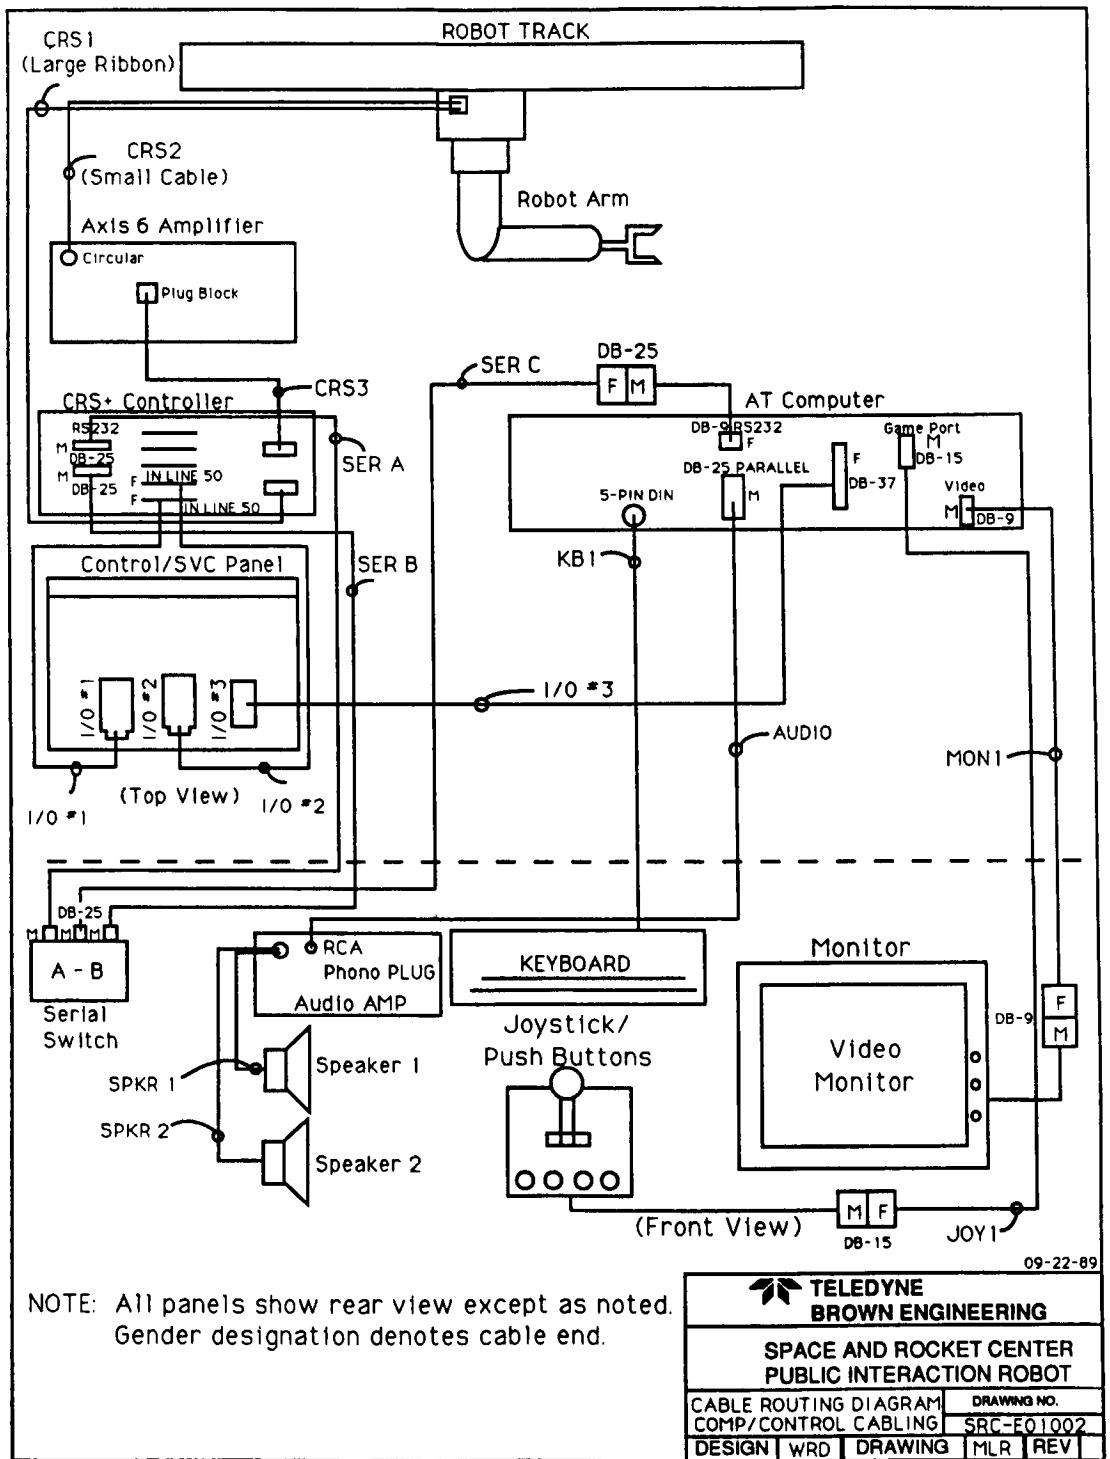 ROBOT TRACK
CRS1
(Large Ribbon)
CRS2
(Small Cable)
Robot Arm
Axis 6 Amplifier
Circular
Plug Block
SER C
DB-25
F M
CRS3
CRS+ Controller
RS232
M
DB-25
M
DB-25
F
IN LINE 50
F
IN LINE 50
SER A
AT Computer
DB-9 RS232
F
DB-25 PARALLEL
M
5-PIN DIN
F
DB-37
Game Port
M
DB-15
Video
M
DB-9
KB1
SER B
Control/SVC Panel
I/O #1
I/O #2
I/O #3
I/O #3
AUDIO
MON1
(Top View)
I/O #1
I/O #2
DB-25
M M M
A - B
Serial
Switch
RCA
Phono PLUG
Audio AMP
KEYBOARD
Monitor
Video
Monitor
DB-9
F
M
Joystick/
Push Buttons
SPKR 1
Speaker 1
SPKR 2
Speaker 2
(Front View)
M F
DB-15
JOY1
09-22-89
NOTE: All panels show rear view except as noted.
Gender designation denotes cable end.
TELEDYNE
BROWN ENGINEERING
SPACE AND ROCKET CENTER
PUBLIC INTERACTION ROBOT
CABLE ROUTING DIAGRAM
COMP/CONTROL CABLING
DRAWING NO.
SRC-E01002
DESIGN WRD DRAWING MLR REV